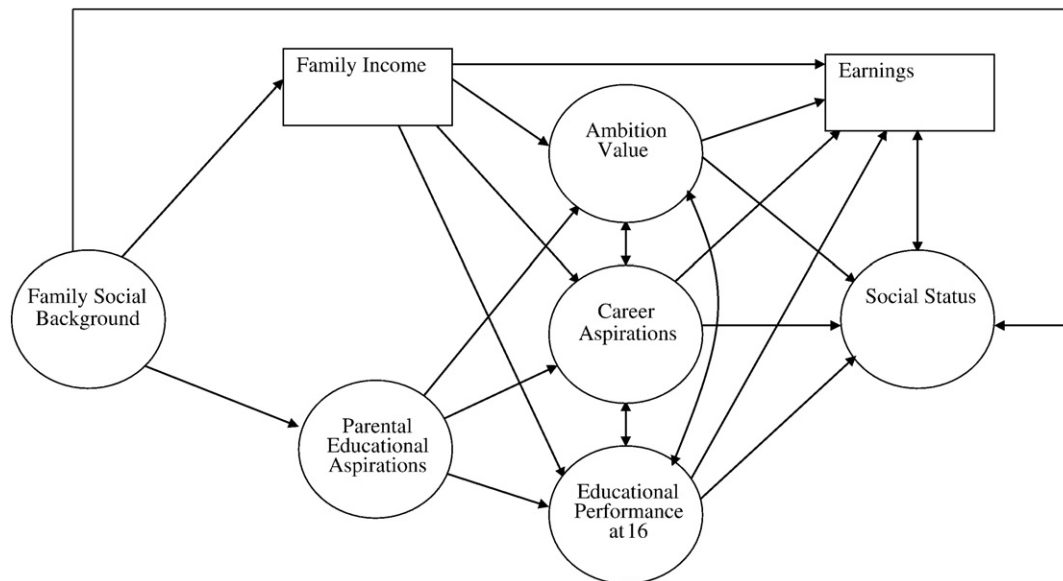 Family Income
Earnings
Ambition
Value
Family Social
Background
Career
Aspirations
Social Status
Parental
Educational
Aspirations
Educational
Performance
at 16